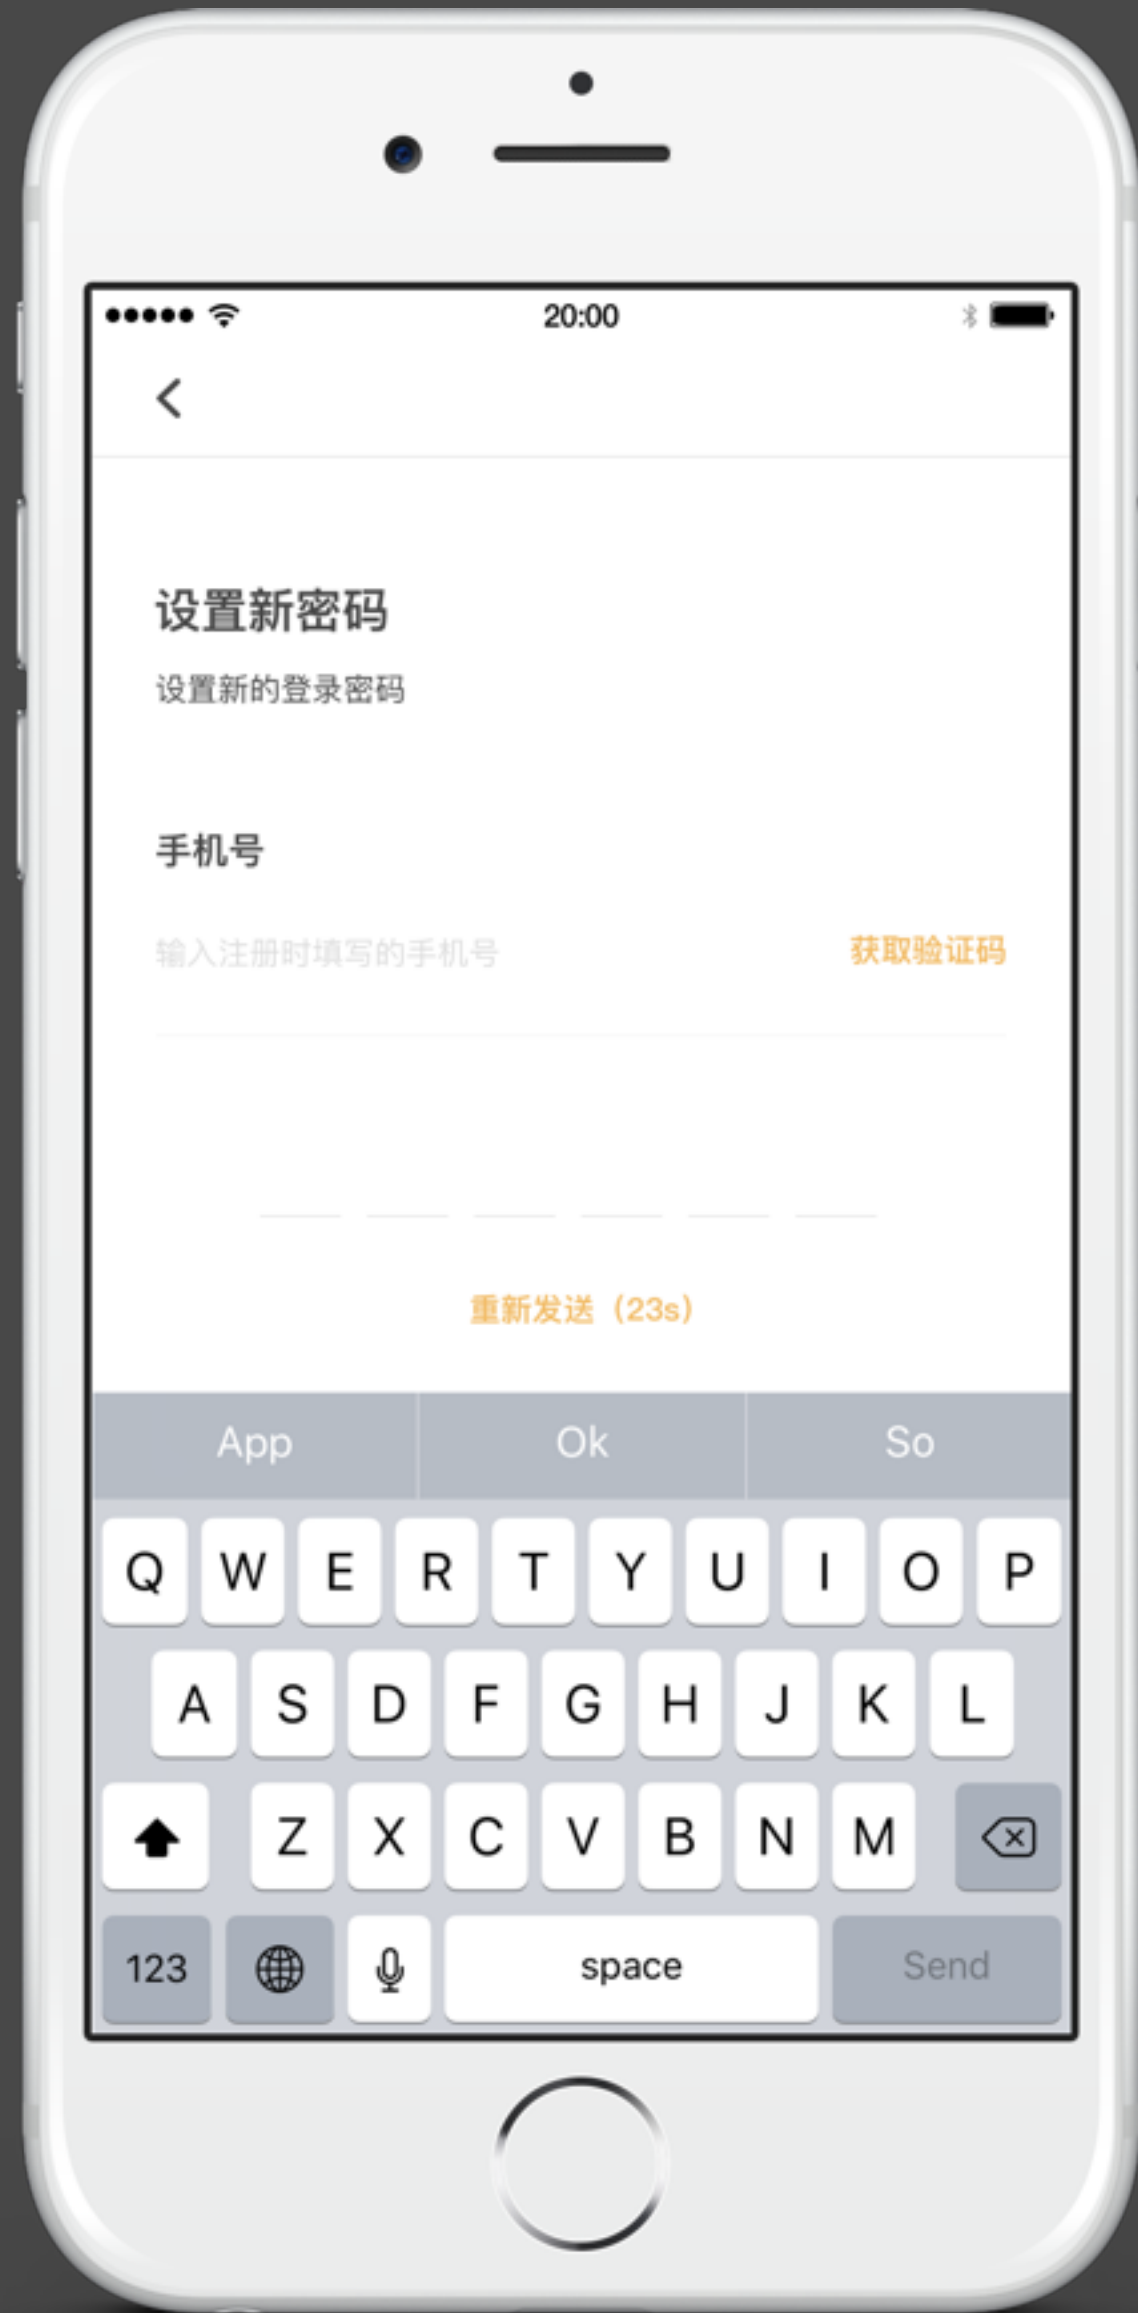 20:00
设置新密码
设置新的登录密码
手机号
输入注册时填写的手机号 获取验证码
重新发送（23s）
App Ok So
Q W E R T Y U I O P
A S D F G H J K L
Z X C V B N M
123 space Send